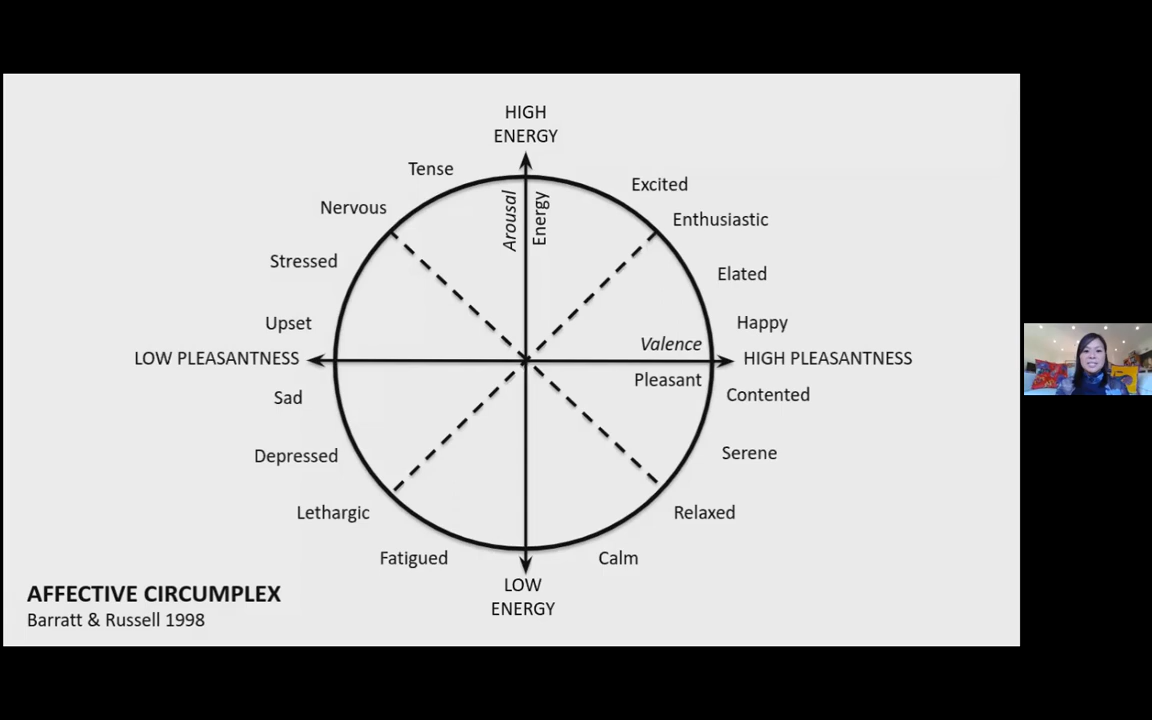 HIGH
ENERGY
Tense
Excited
Nervous
Arousal
Energy
Enthusiastic
Stressed
Elated
Upset
Happy
Valence
LOW PLEASANTNESS
HIGH PLEASANTNESS
Pleasant
Sad
Contented
Depressed
Serene
Lethargic
Relaxed
Fatigued
Calm
LOW
ENERGY
AFFECTIVE CIRCUMPLEX
Barratt & Russell 1998